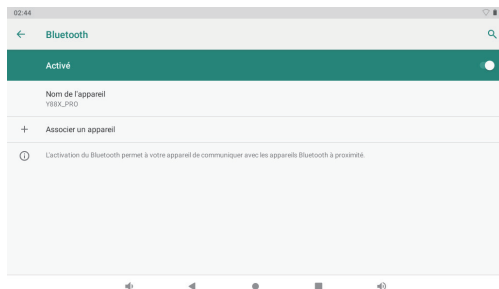 02:44
Bluetooth
Activé
Nom de l'appareil
Y88X_PRO
Associer un appareil
L'activation du Bluetooth permet à votre appareil de communiquer avec les appareils Bluetooth à proximité.